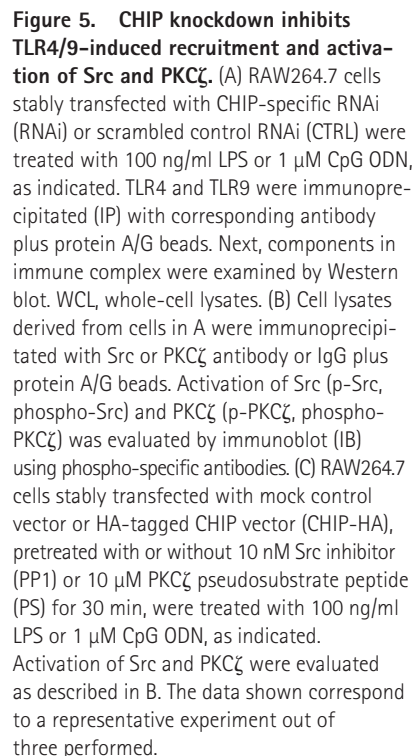 Figure 5. CHIP knockdown inhibits
TLR4/9-induced recruitment and activa-
tion of Src and PKCζ. (A) RAW264.7 cells
stably transfected with CHIP-specific RNAi
(RNAi) or scrambled control RNAi (CTRL) were
treated with 100 ng/ml LPS or 1 µM CpG ODN,
as indicated. TLR4 and TLR9 were immunopre-
cipitated (IP) with corresponding antibody
plus protein A/G beads. Next, components in
immune complex were examined by Western
blot. WCL, whole-cell lysates. (B) Cell lysates
derived from cells in A were immunoprecipi-
tated with Src or PKCζ antibody or IgG plus
protein A/G beads. Activation of Src (p-Src,
phospho-Src) and PKCζ (p-PKCζ, phospho-
PKCζ) was evaluated by immunoblot (IB)
using phospho-specific antibodies. (C) RAW264.7
cells stably transfected with mock control
vector or HA-tagged CHIP vector (CHIP-HA),
pretreated with or without 10 nM Src inhibitor
(PP1) or 10 µM PKCζ pseudosubstrate peptide
(PS) for 30 min, were treated with 100 ng/ml
LPS or 1 µM CpG ODN, as indicated.
Activation of Src and PKCζ were evaluated
as described in B. The data shown correspond
to a representative experiment out of
three performed.